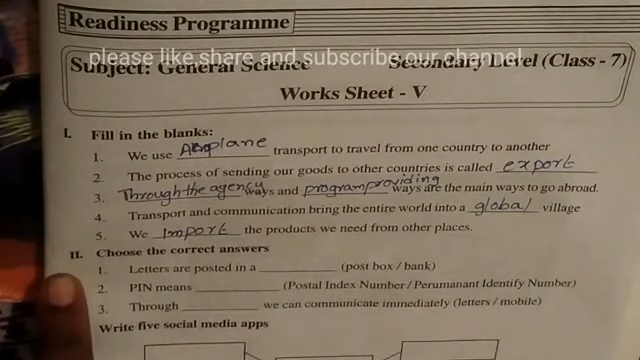 Readiness Programme
please like,share and subscribe our channel
Subject: General Science Secondary Level (Class - 7)
Works Sheet - V
I. Fill in the blanks:
1. We use Aeroplane transport to travel from one country to another
2. The process of sending our goods to other countries is called export
3. Through the agency ways and program providing ways are the main ways to go abroad.
4. Transport and communication bring the entire world into a global village
5. We Import the products we need from other places.
II. Choose the correct answers
1. Letters are posted in a __________ (post box / bank)
2. PIN means __________ (Postal Index Number / Perumanant Identify Number)
3. Through __________ we can communicate immediately (letters / mobile)
Write five social media apps